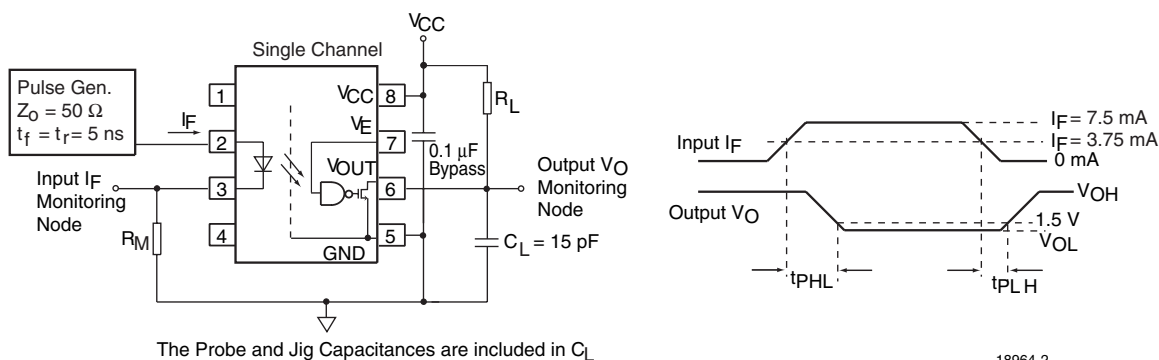 VCC
Single Channel
Pulse Gen.
ZO = 50 Ω
tf = tr = 5 ns
IF
1
2
3
4
VCC
VE
VOUT
GND
8
7
6
5
RL
0.1 μF
Bypass
Input IF
Monitoring
Node
Output VO
Monitoring
Node
RM
CL = 15 pF
The Probe and Jig Capacitances are included in CL
Input IF
IF = 7.5 mA
IF = 3.75 mA
0 mA
Output VO
VOH
1.5 V
VOL
tPHL
tPLH
18964-2